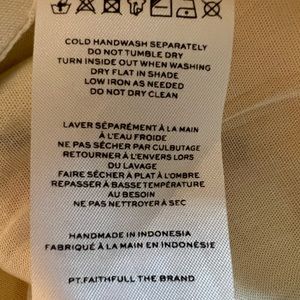 COLD HANDWASH SEPARATELY
DO NOT TUMBLE DRY
TURN INSIDE OUT WHEN WASHING
DRY FLAT IN SHADE
LOW IRON AS NEEDED
DO NOT DRY CLEAN
LAVER SÉPARÉMENT À LA MAIN
À L'EAU FROIDE
NE PAS SÉCHER PAR CULBUTAGE
RETOURNER À L'ENVERS LORS
DU LAVAGE
FAIRE SÉCHER À PLAT À L'OMBRE
REPASSER À BASSE TEMPÉRATURE
AU BESOIN
NE PAS NETTROYER À SEC
HANDMADE IN INDONESIA
FABRIQUÉ À LA MAIN EN INDONÉSIE
PT.FAITHFULL THE BRAND